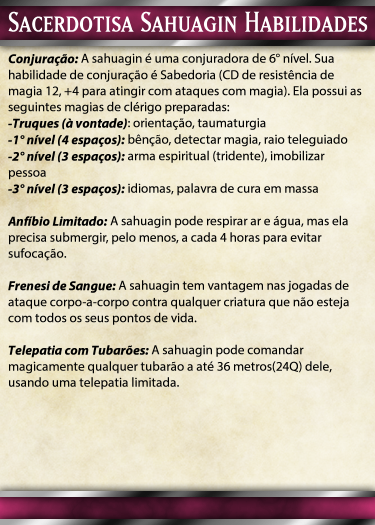 Sacerdotisa Sahuagin Habilidades
Conjuração: A sahuagin é uma conjuradora de 6° nível. Sua
habilidade de conjuração é Sabedoria (CD de resistência de
magia 12, +4 para atingir com ataques com magia). Ela possui as
seguintes magias de clérigo preparadas:
-Truques (à vontade): orientação, taumaturgia
-1° nível (4 espaços): bênção, detectar magia, raio teleguiado
-2° nível (3 espaços): arma espiritual (tridente), imobilizar
pessoa
-3° nível (3 espaços): idiomas, palavra de cura em massa
Anfíbio Limitado: A sahuagin pode respirar ar e água, mas ela
precisa submergir, pelo menos, a cada 4 horas para evitar
sufocação.
Frenesi de Sangue: A sahuagin tem vantagem nas jogadas de
ataque corpo-a-corpo contra qualquer criatura que não esteja
com todos os seus pontos de vida.
Telepatia com Tubarões: A sahuagin pode comandar
magicamente qualquer tubarão a até 36 metros(24Q) dele,
usando uma telepatia limitada.